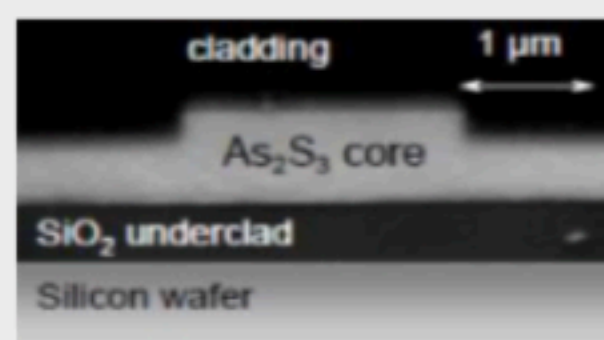 cladding
1 μm
As₂S₃ core
SiO₂ underclad
Silicon wafer